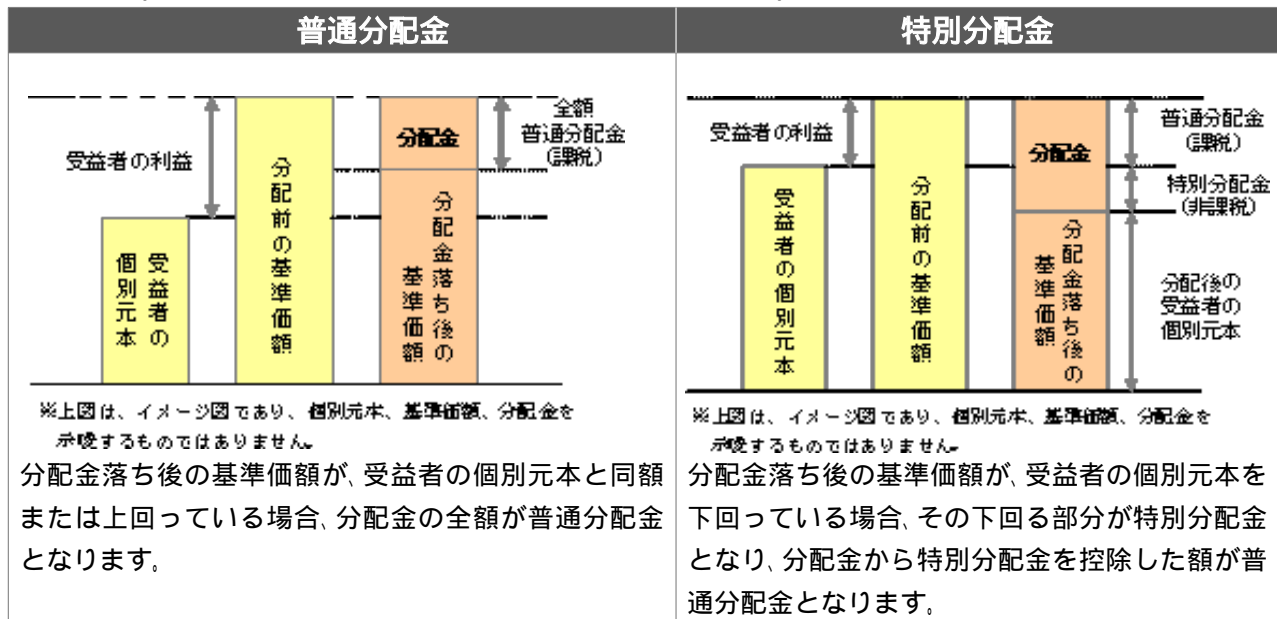 普通分配金
特別分配金
受益者の利益
全額
普通分配金
(課税)
分配金
受益者の
個別元本
分配前の基準価額
分配金落ち後の
基準価額
※上図は、イメージ図であり、個別元本、基準価額、分配金を
示唆するものではありません。
分配金落ち後の基準価額が、受益者の個別元本と同額
または上回っている場合、分配金の全額が普通分配金
となります。
受益者の利益
普通分配金
(課税)
分配金
特別分配金
(非課税)
受益者の個別元本
分配前の基準価額
分配金落ち後の
基準価額
分配後の
受益者の
個別元本
※上図は、イメージ図であり、個別元本、基準価額、分配金を
示唆するものではありません。
分配金落ち後の基準価額が、受益者の個別元本を
下回っている場合、その下回る部分が特別分配金
となり、分配金から特別分配金を控除した額が普
通分配金となります。